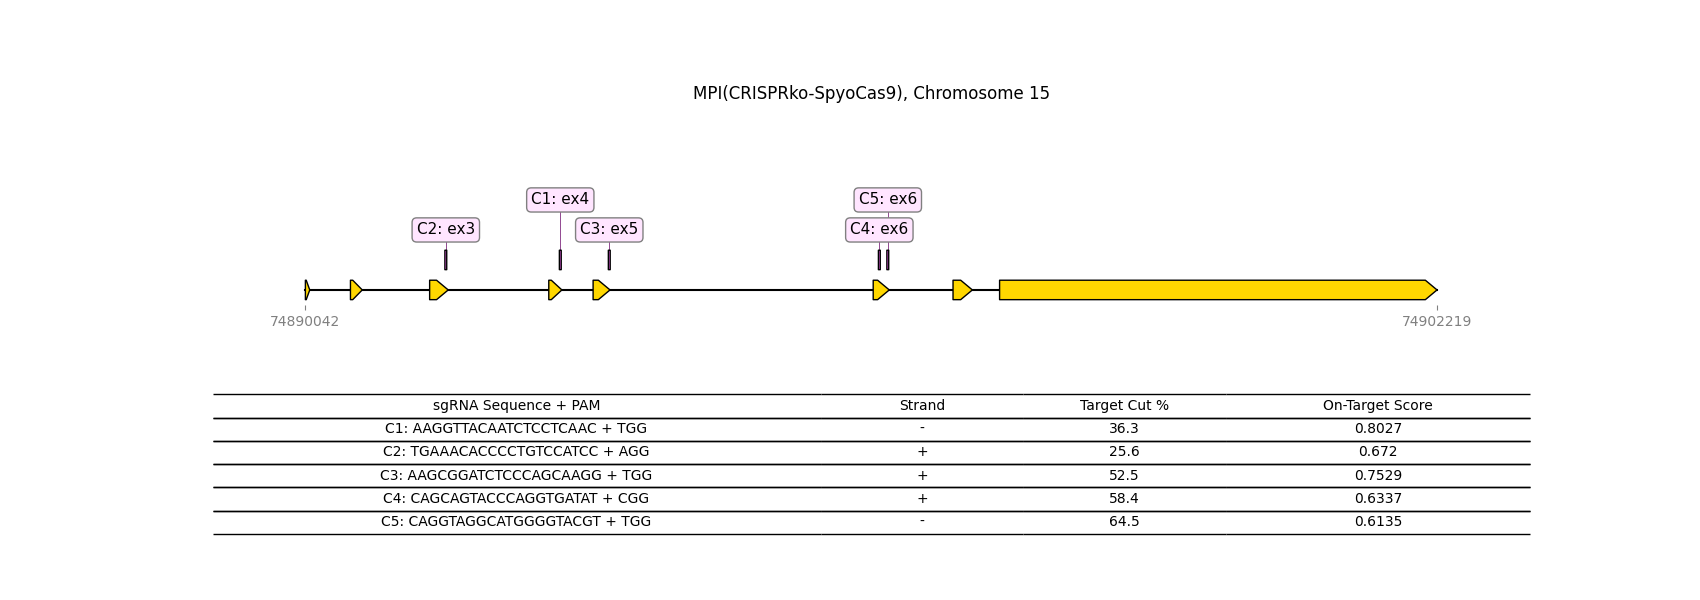 MPI(CRISPRko-SpyoCas9), Chromosome 15
C1: ex4
C5: ex6
C2: ex3
C3: ex5
C4: ex6
74890042
74902219
sgRNA Sequence + PAM Strand Target Cut % On-Target Score
C1: AAGGTTACAATCTCCTCAAC + TGG - 36.3 0.8027
C2: TGAAACACCCCTGTCCATCC + AGG + 25.6 0.672
C3: AAGCGGATCTCCCAGCAAGG + TGG + 52.5 0.7529
C4: CAGCAGTACCCAGGTGATAT + CGG + 58.4 0.6337
C5: CAGGTAGGCATGGGGTACGT + TGG - 64.5 0.6135